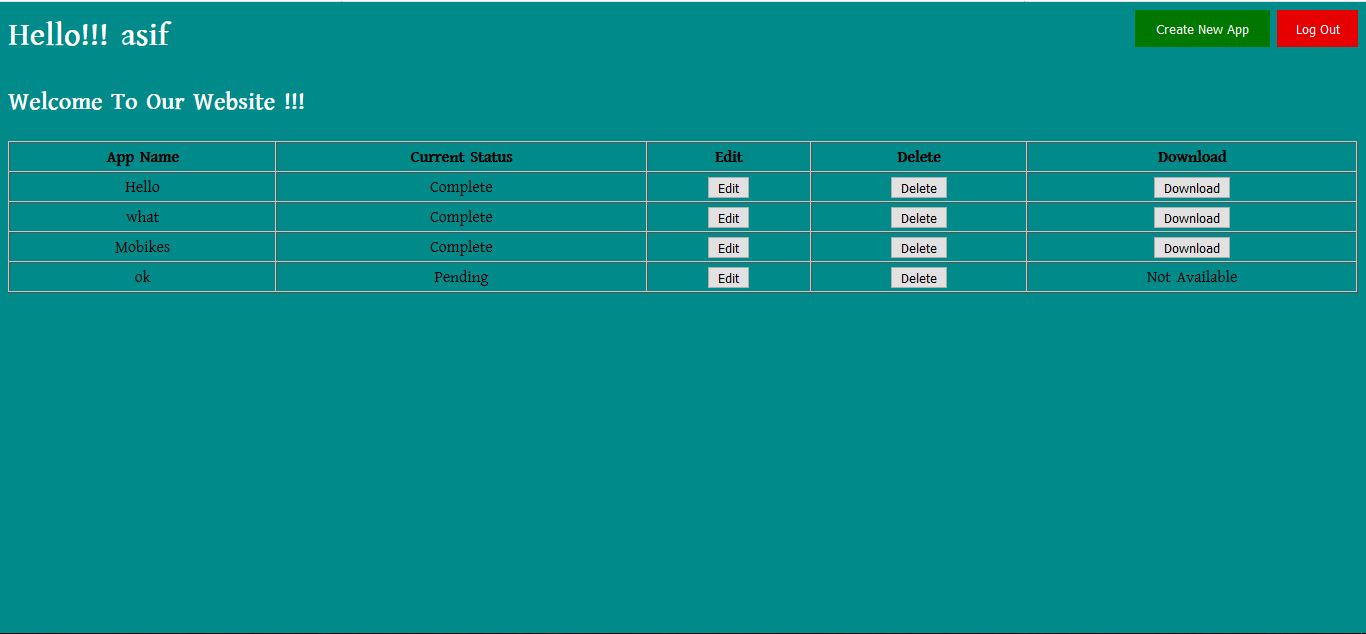 Hello!!! asif
Create New App
Log Out
Welcome To Our Website !!!
App Name Current Status Edit Delete Download
Hello Complete Edit Delete Download
what Complete Edit Delete Download
Mobikes Complete Edit Delete Download
ok Pending Edit Delete Not Available